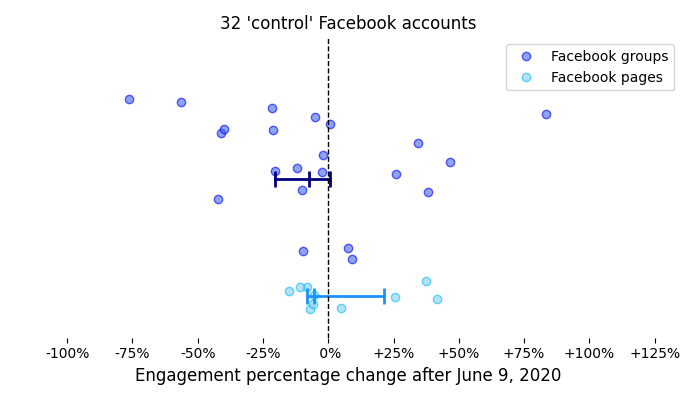 32 'control' Facebook accounts
Facebook groups
Facebook pages
-100% -75% -50% -25% 0% +25% +50% +75% +100% +125%
Engagement percentage change after June 9, 2020